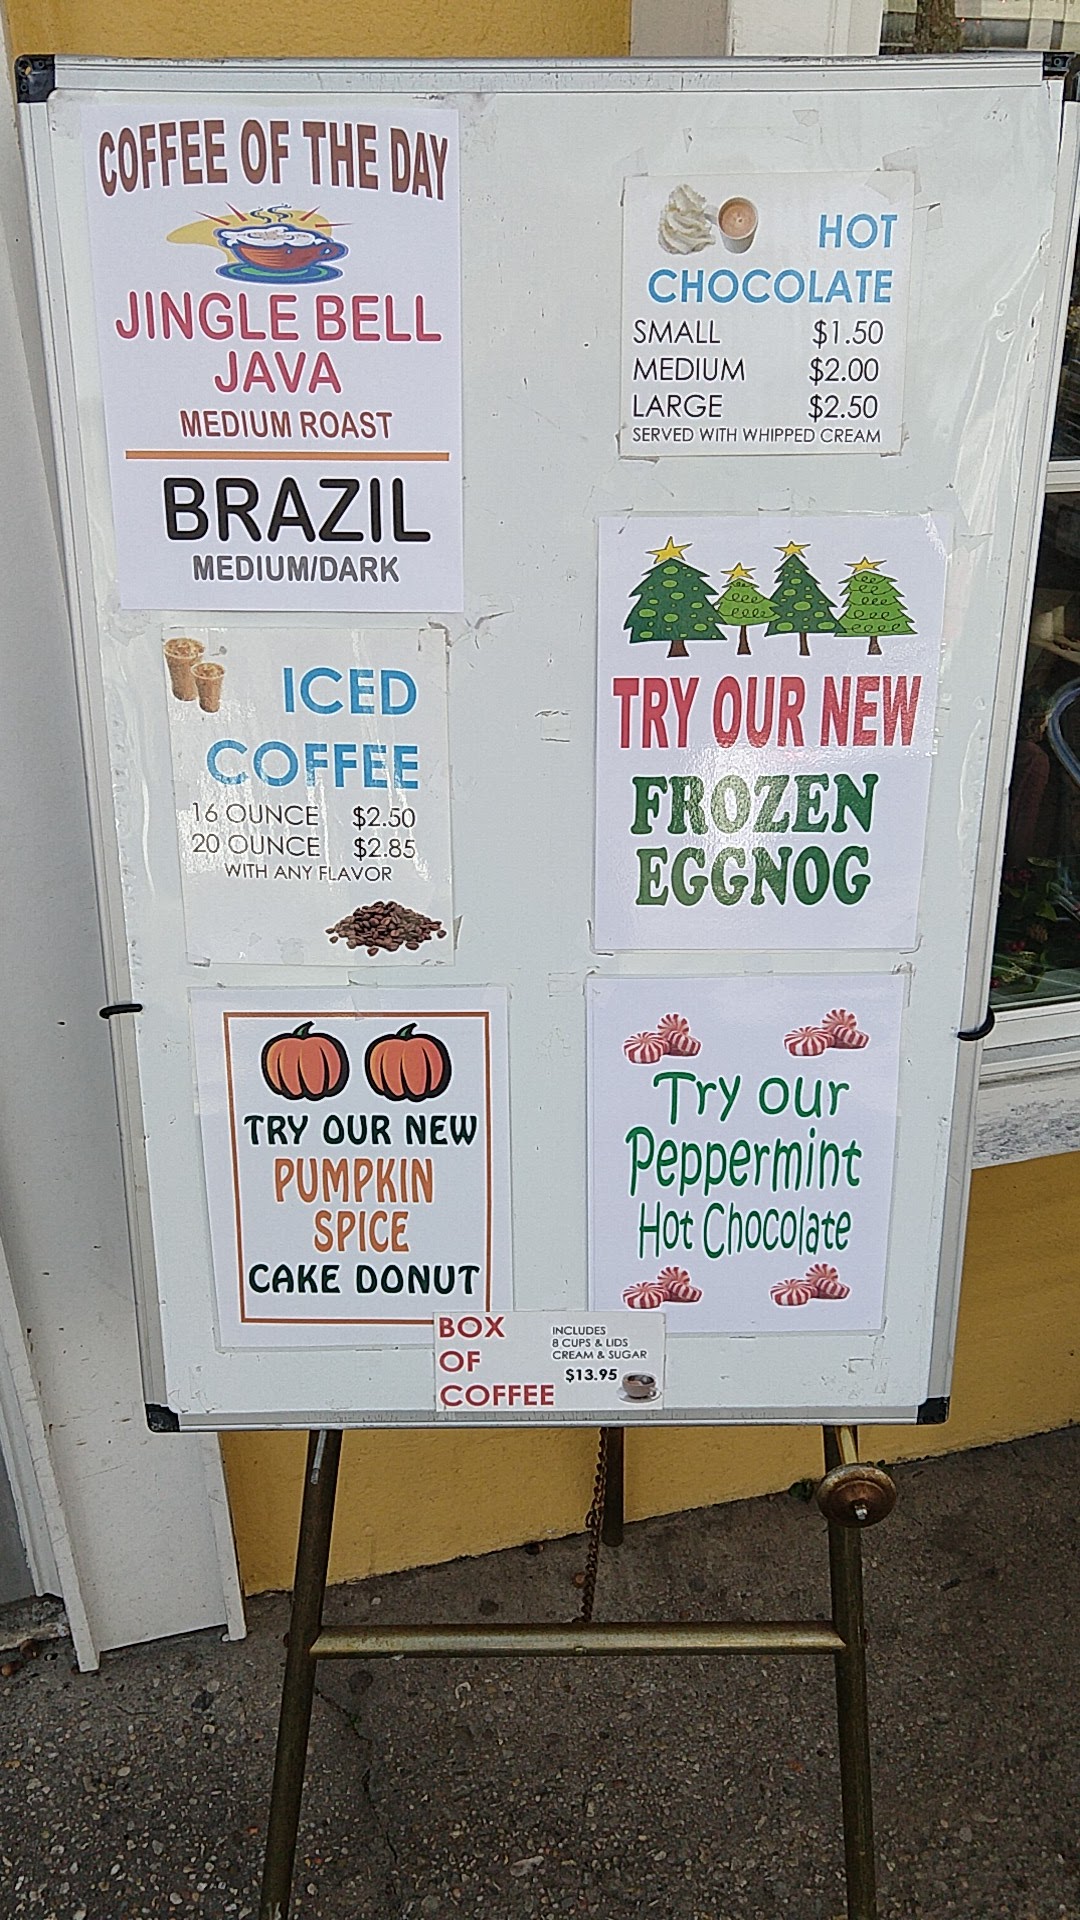 COFFEE OF THE DAY
JINGLE BELL
JAVA
MEDIUM ROAST
BRAZIL
MEDIUM/DARK
HOT
CHOCOLATE
SMALL $1.50
MEDIUM $2.00
LARGE $2.50
SERVED WITH WHIPPED CREAM
ICED
COFFEE
16 OUNCE $2.50
20 OUNCE $2.85
WITH ANY FLAVOR
TRY OUR NEW
FROZEN
EGGNOG
TRY OUR NEW
PUMPKIN
SPICE
CAKE DONUT
Try our
Peppermint
Hot Chocolate
BOX
OF
COFFEE
INCLUDES
8 CUPS & LIDS
CREAM & SUGAR
$13.95